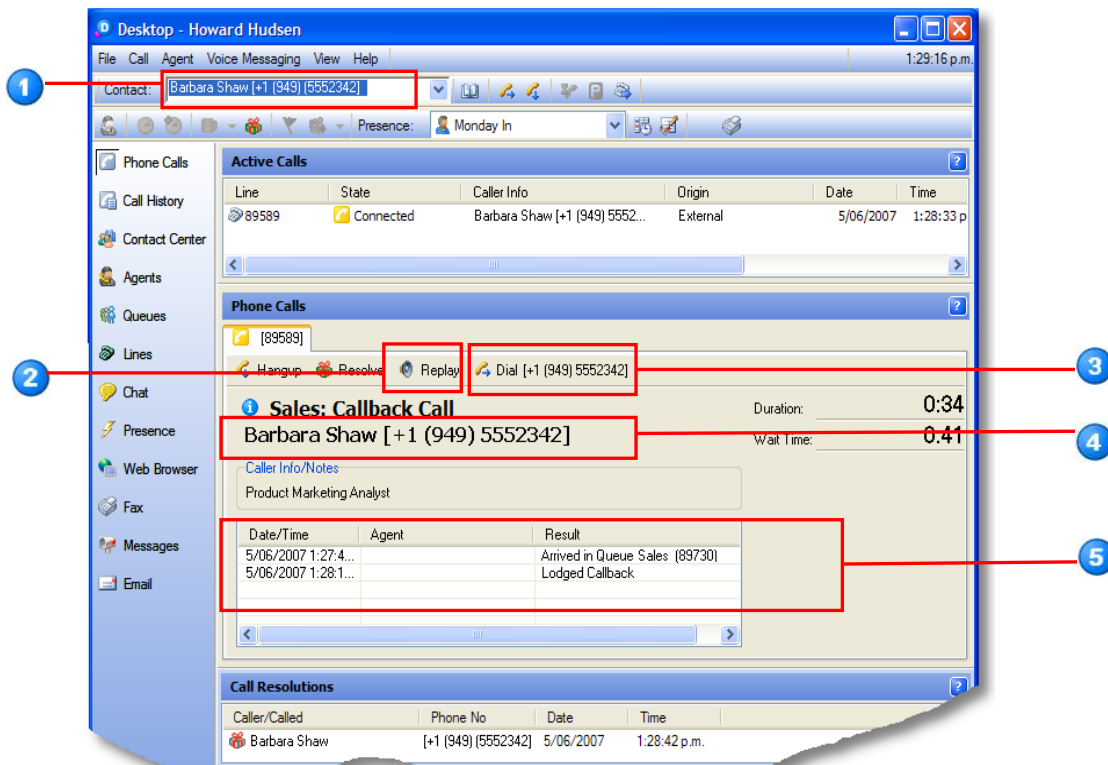 Desktop - Howard Hudsen
File Call Agent Voice Messaging View Help 1:29:16 p.m.
1
Contact: Barbara Shaw [+1 (949) (5552342]
Presence: Monday In
Phone Calls
Call History
Contact Center
Agents
Queues
Lines
Chat
Presence
Web Browser
Fax
Messages
Email
Active Calls ?
Line State Caller Info Origin Date Time
89589 Connected Barbara Shaw [+1 (949) 5552... External 5/06/2007 1:28:33 p
Phone Calls ?
[89589]
2
Hangup Resolve Replay Dial [+1 (949) 5552342]
3
Sales: Callback Call
Duration: 0:34
Barbara Shaw [+1 (949) 5552342]
Wait Time: 0:41
4
Caller Info/Notes
Product Marketing Analyst
Date/Time Agent Result
5/06/2007 1:27:4... Arrived in Queue Sales (89730)
5/06/2007 1:28:1... Lodged Callback
5
Call Resolutions ?
Caller/Called Phone No Date Time
Barbara Shaw [+1 (949) (5552342] 5/06/2007 1:28:42 p.m.